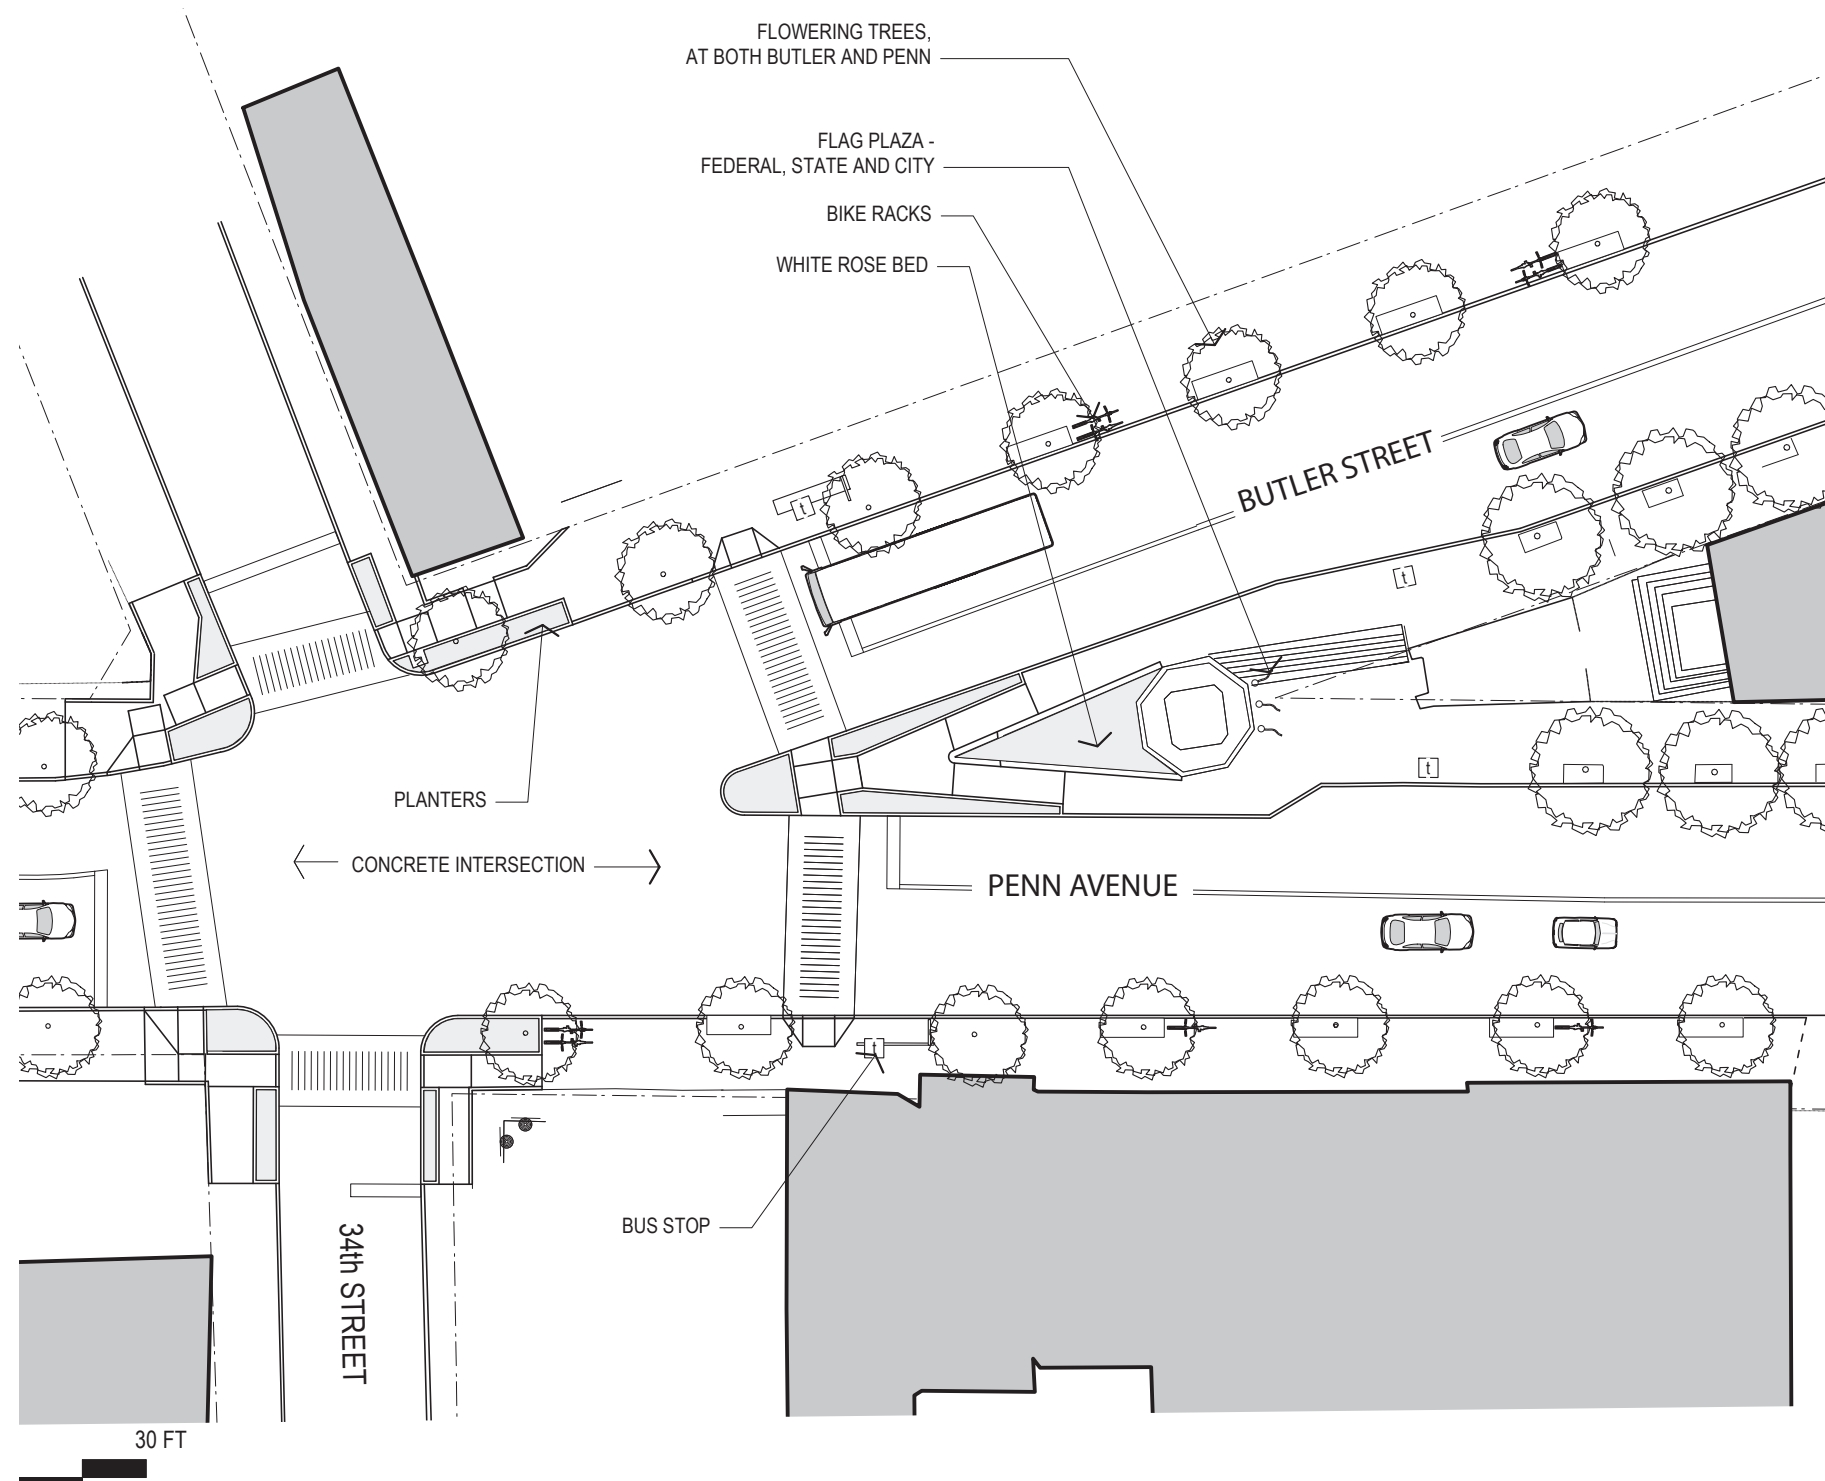 FLOWERING TREES,
AT BOTH BUTLER AND PENN
FLAG PLAZA -
FEDERAL, STATE AND CITY
BIKE RACKS
WHITE ROSE BED
BUTLER STREET
t
t
t
PLANTERS
CONCRETE INTERSECTION
PENN AVENUE
t
BUS STOP
34th STREET
30 FT